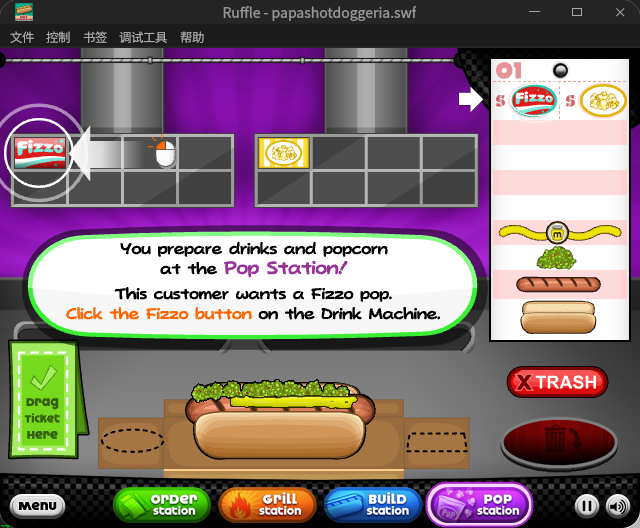 Ruffle - papashotdoggeria.swf
文件 控制 书签 调试工具 帮助
01
S Fizzo S
Fizzo
m
You prepare drinks and popcorn
at the Pop Station!
This customer wants a Fizzo pop.
Click the Fizzo button on the Drink Machine.
Drag
Ticket
Here
X TRASH
MENU
ORDER
station
GRILL
station
BUILD
station
POP
station